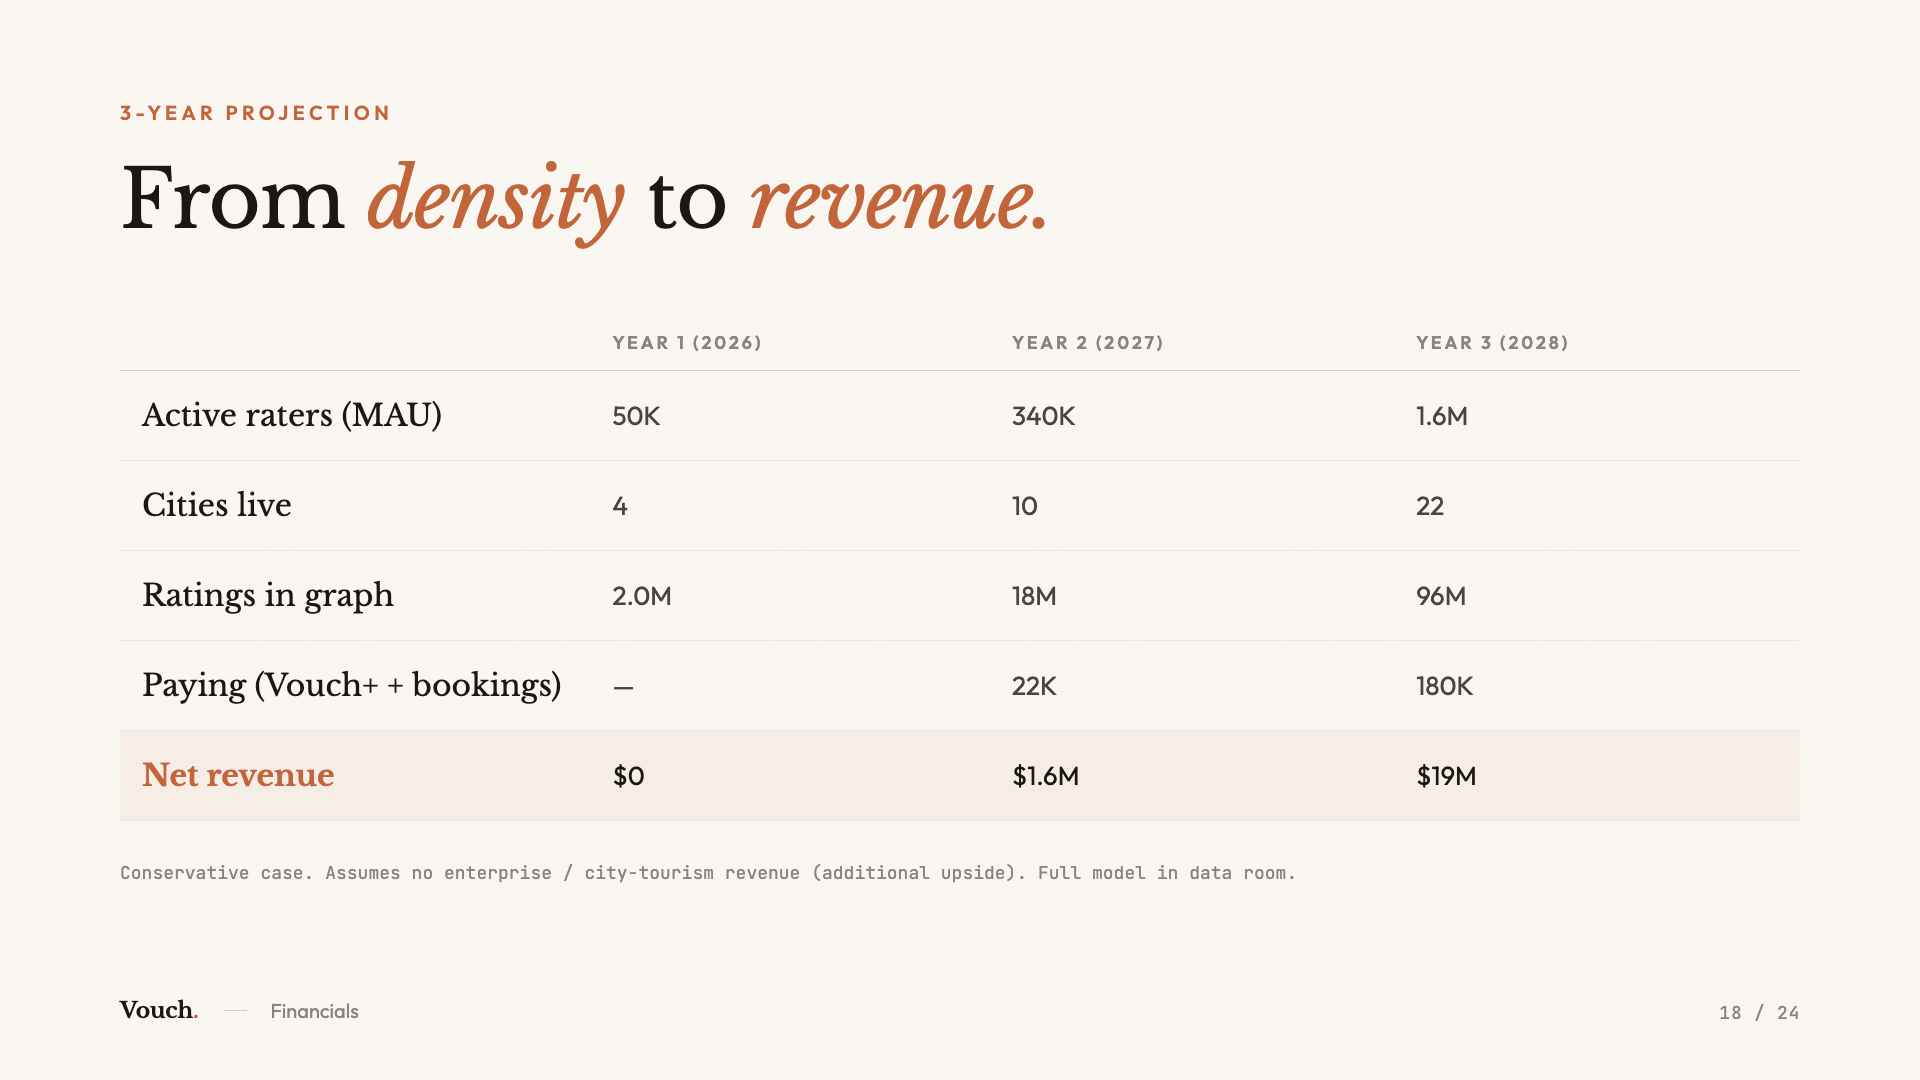 3-YEAR PROJECTION
From density to revenue.
YEAR 1 (2026) YEAR 2 (2027) YEAR 3 (2028)
Active raters (MAU) 50K 340K 1.6M
Cities live 4 10 22
Ratings in graph 2.0M 18M 96M
Paying (Vouch+ + bookings) — 22K 180K
Net revenue $0 $1.6M $19M
Conservative case. Assumes no enterprise / city-tourism revenue (additional upside). Full model in data room.
Vouch. — Financials 18 / 24